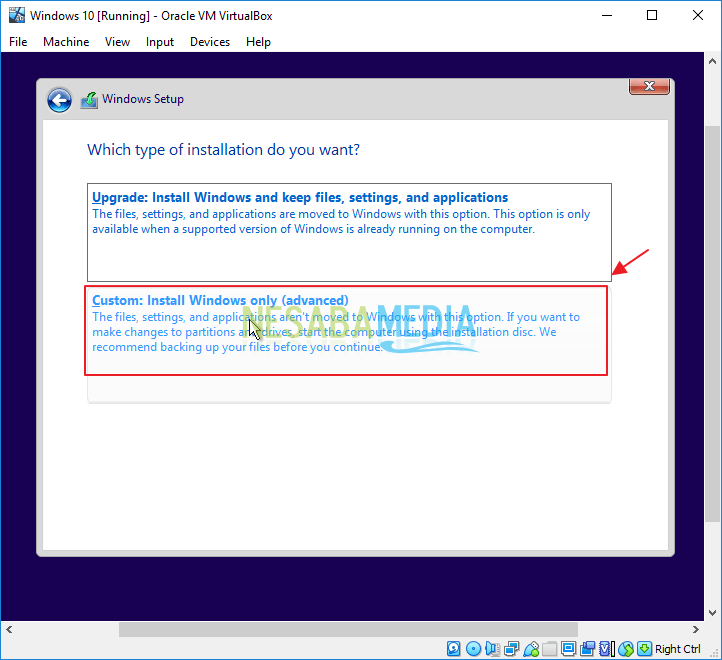 Windows 10 [Running] - Oracle VM VirtualBox
File Machine View Input Devices Help
Windows Setup
Which type of installation do you want?
Upgrade: Install Windows and keep files, settings, and applications
The files, settings, and applications are moved to Windows with this option. This option is only
available when a supported version of Windows is already running on the computer.
Custom: Install Windows only (advanced)
The files, settings, and applications aren't moved to Windows with this option. If you want to
make changes to partitions and drives, start the computer using the installation disc. We
recommend backing up your files before you continue.
NESABAMEDIA
Right Ctrl